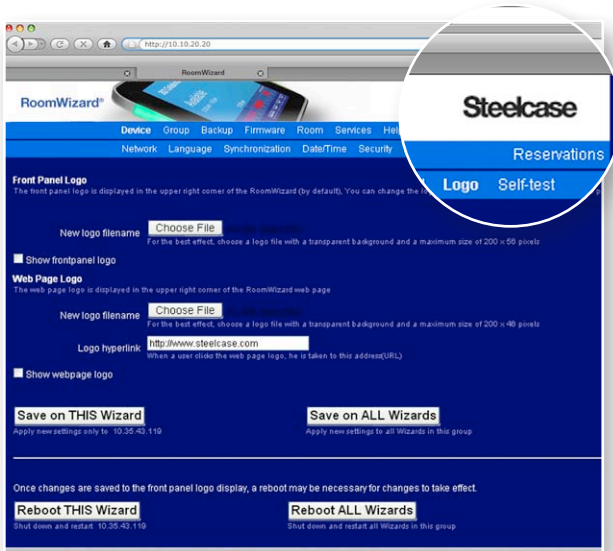 http://10.10.20.20
RoomWizard
RoomWizard®
Available
Steelcase
Device Group Backup Firmware Room Services Help
Reservations
Network Language Synchronization Date/Time Security
Logo Self-test
Front Panel Logo
The front panel logo is displayed in the upper right corner of the RoomWizard (by default), You can change the
New logo filename Choose File
For the best effect, choose a logo file with a transparent background and a maximum size of 200 x 56 pixels
Show frontpanel logo
Web Page Logo
The web page logo is displayed in the upper right corner of the RoomWizard web page
New logo filename Choose File
For the best effect, choose a logo file with a transparent background and a maximum size of 200 x 48 pixels
Logo hyperlink http://www.steelcase.com
When a user clicks the web page logo, he is taken to this address(URL)
Show webpage logo
Save on THIS Wizard Save on ALL Wizards
Apply new settings only to 10.35.43.119 Apply new settings to all Wizards in this group
Once changes are saved to the front panel logo display, a reboot may be necessary for changes to take effect.
Reboot THIS Wizard Reboot ALL Wizards
Shut down and restart 10.35.43.119 Shut down and restart all Wizards in this group